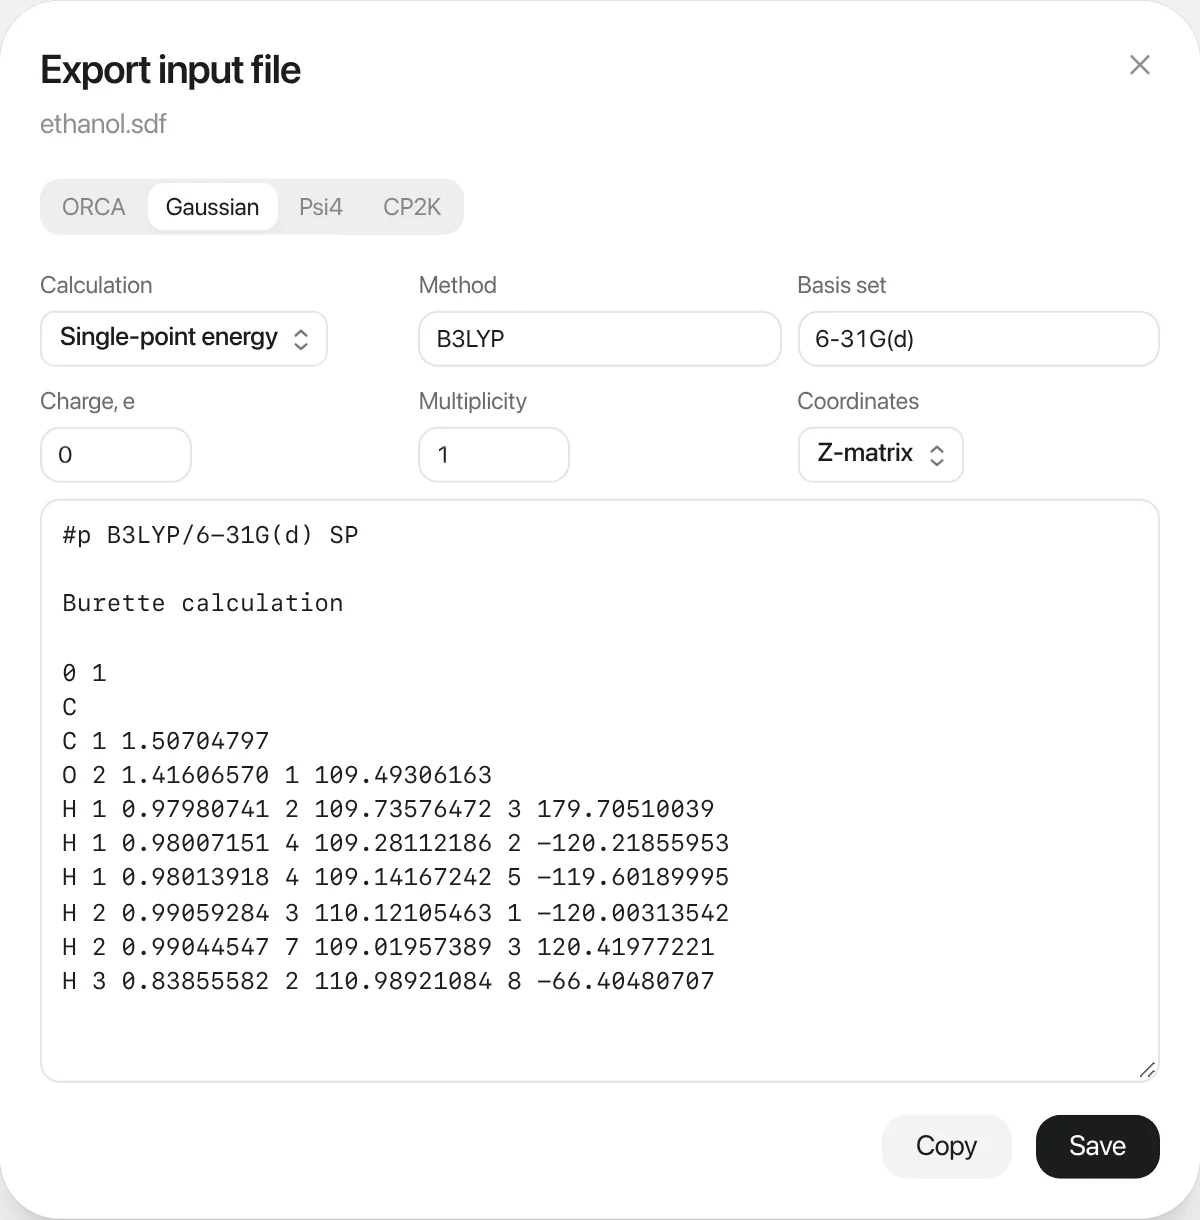 Export input file
ethanol.sdf
ORCA Gaussian Psi4 CP2K
Calculation Method Basis set
Single-point energy B3LYP 6-31G(d)
Charge, e Multiplicity Coordinates
0 1 Z-matrix
#p B3LYP/6-31G(d) SP
Burette calculation
0 1
C
C 1 1.50704797
O 2 1.41606570 1 109.49306163
H 1 0.97980741 2 109.73576472 3 179.70510039
H 1 0.98007151 4 109.28112186 2 -120.21855953
H 1 0.98013918 4 109.14167242 5 -119.60189995
H 2 0.99059284 3 110.12105463 1 -120.00313542
H 2 0.99044547 7 109.01957389 3 120.41977221
H 3 0.83855582 2 110.98921084 8 -66.40480707
Copy Save